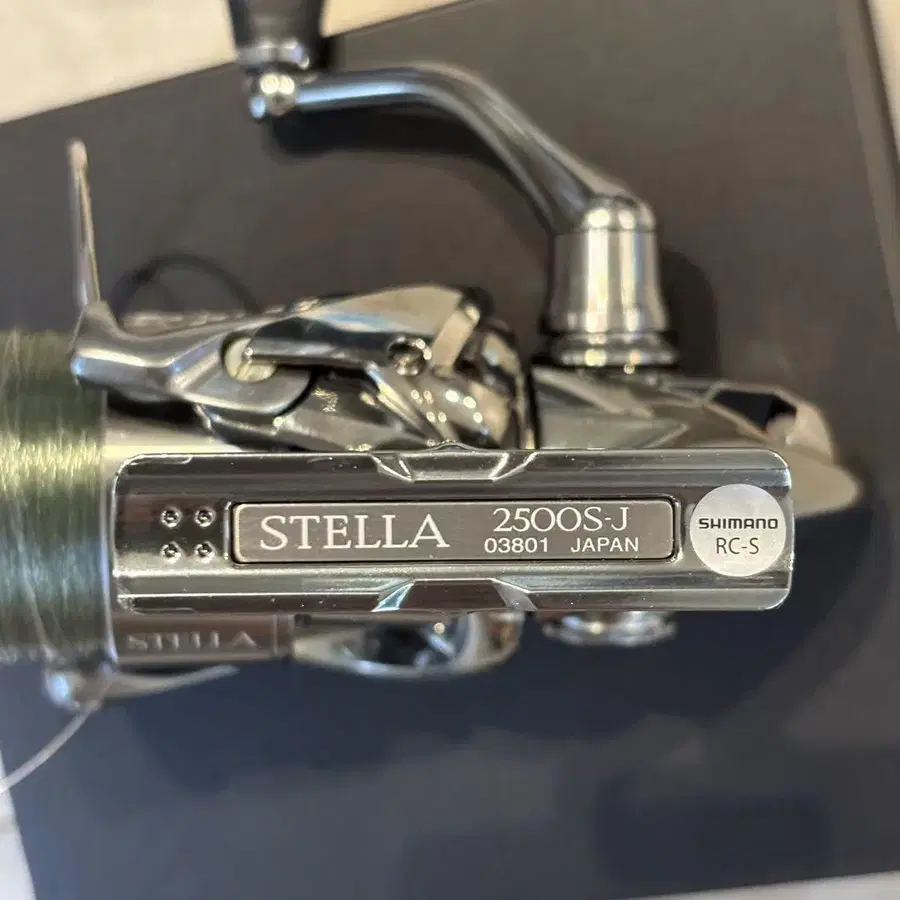 STELLA 2500S-J
03801 JAPAN
SHIMANO
RC-S
STELLA